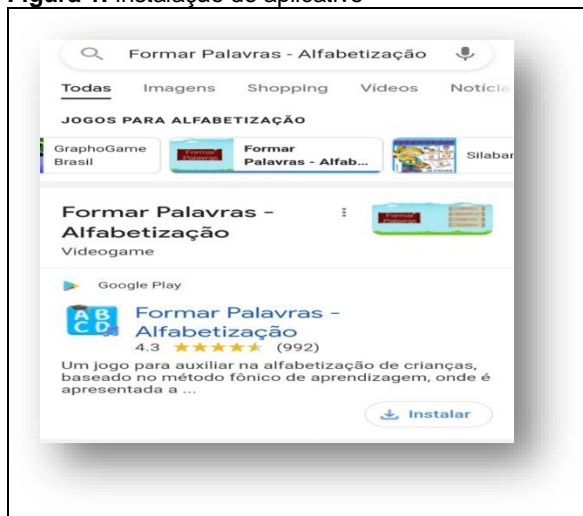 Figura 1: Instalação do aplicativo
Formar Palavras - Alfabetização
Todas Imagens Shopping Vídeos Notícia
JOGOS PARA ALFABETIZAÇÃO
GraphoGame
Brasil
Formar
Palavras - Alfab...
Silabar
Formar Palavras -
Alfabetização
Videogame
Google Play
Formar Palavras -
Alfabetização
4.3 (992)
Um jogo para auxiliar na alfabetização de crianças,
baseado no método fônico de aprendizagem, onde é
apresentada a ...
Instalar